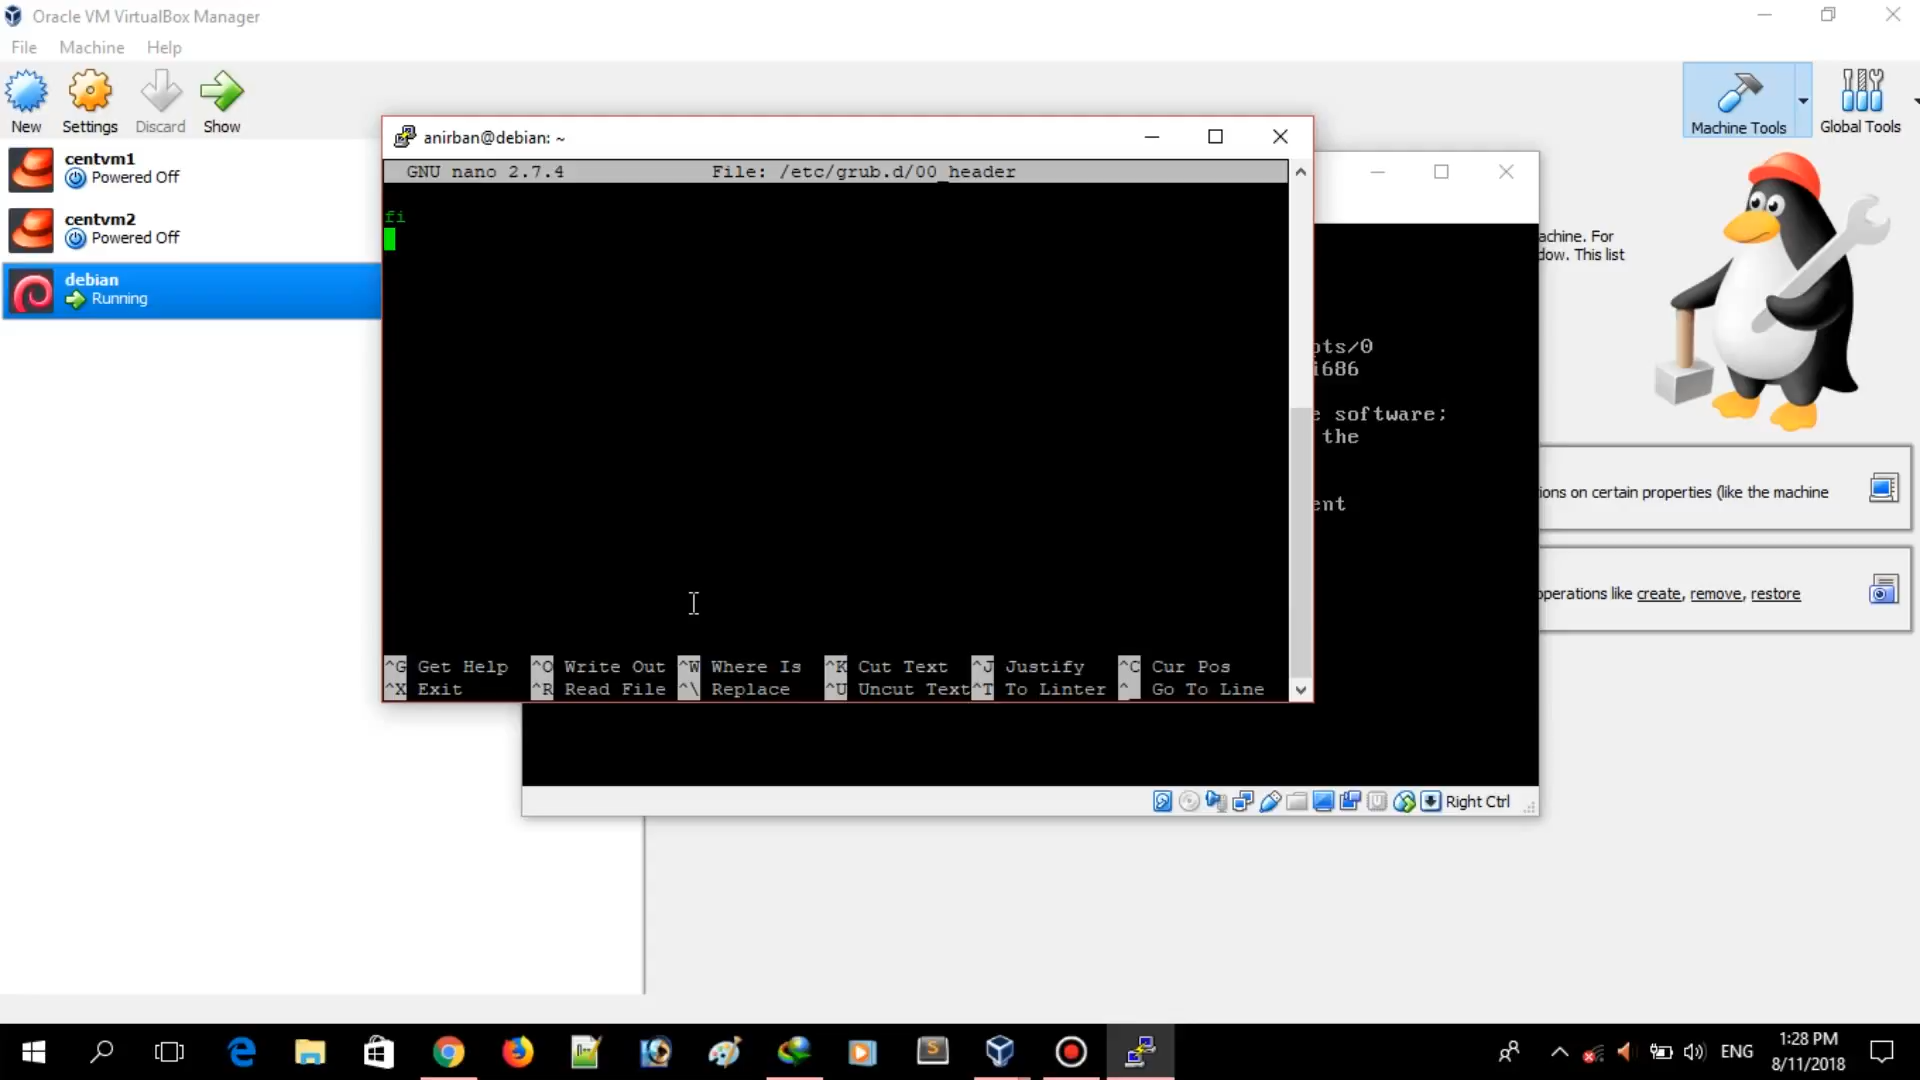 Oracle VM VirtualBox Manager
File Machine Help
New Settings Discard Show
Machine Tools Global Tools
centvm1
Powered Off
centvm2
Powered Off
debian
Running
anirban@debian: ~
GNU nano 2.7.4 File: /etc/grub.d/00_header
fi
^G Get Help ^O Write Out ^W Where Is ^K Cut Text ^J Justify ^C Cur Pos
^X Exit ^R Read File ^\ Replace ^U Uncut Text ^T To Linter ^_ Go To Line
pts/0
i686
e software;
the
ent
Right Ctrl
achine. For
dow. This list
ions on certain properties (like the machine
operations like create, remove, restore
ENG
1:28 PM
8/11/2018